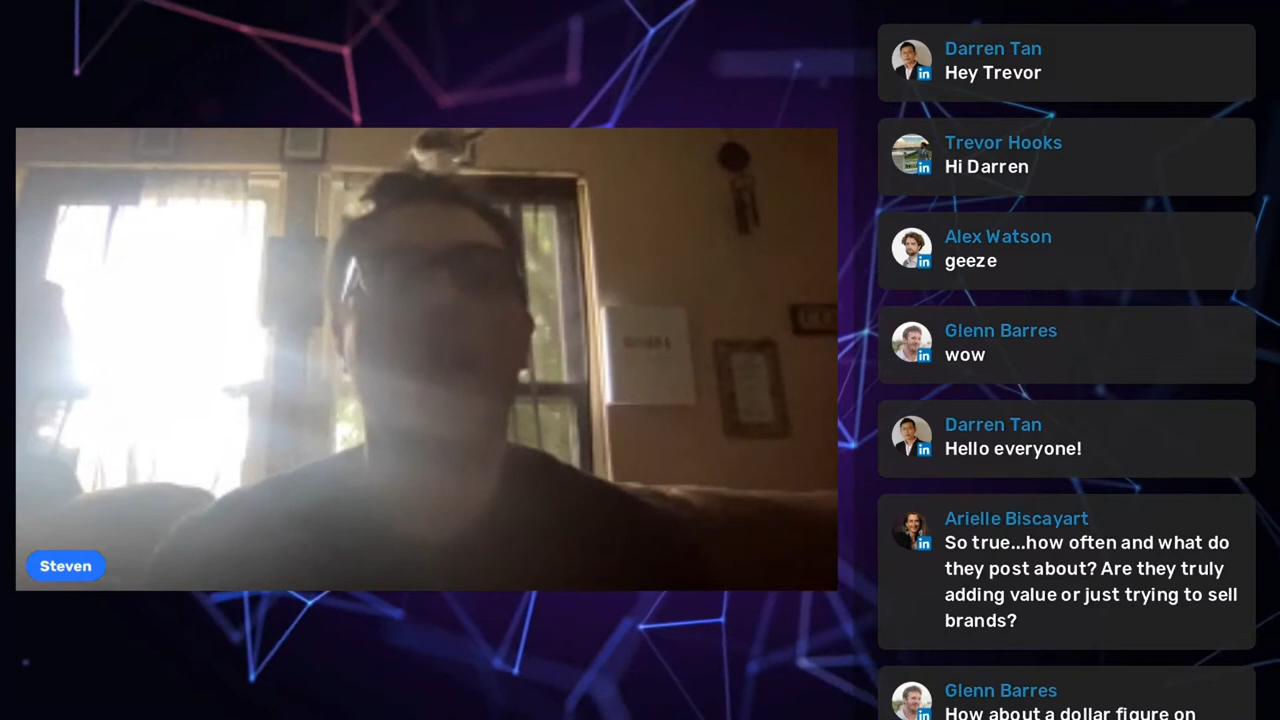 Steven
Darren Tan
Hey Trevor
Trevor Hooks
Hi Darren
Alex Watson
geeze
Glenn Barres
wow
Darren Tan
Hello everyone!
Arielle Biscayart
So true...how often and what do
they post about? Are they truly
adding value or just trying to sell
brands?
Glenn Barres
How about a dollar figure on